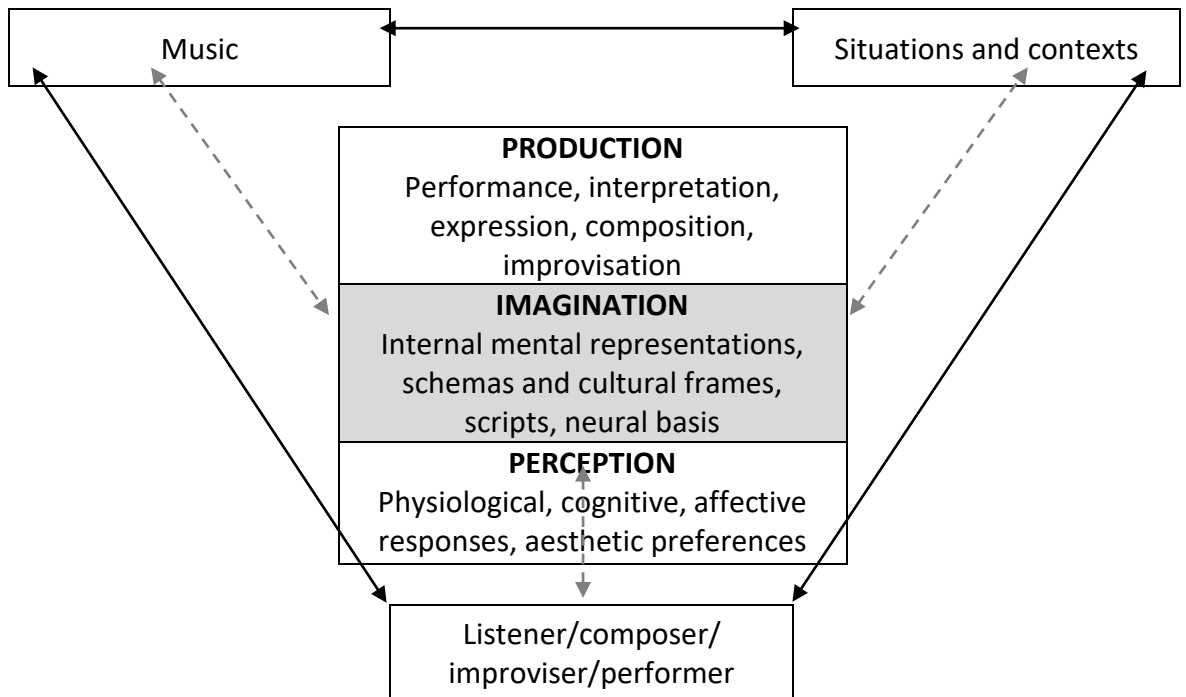 Music
Situations and contexts
PRODUCTION
Performance, interpretation,
expression, composition,
improvisation
IMAGINATION
Internal mental representations,
schemas and cultural frames,
scripts, neural basis
PERCEPTION
Physiological, cognitive, affective
responses, aesthetic preferences
Listener/composer/
improviser/performer